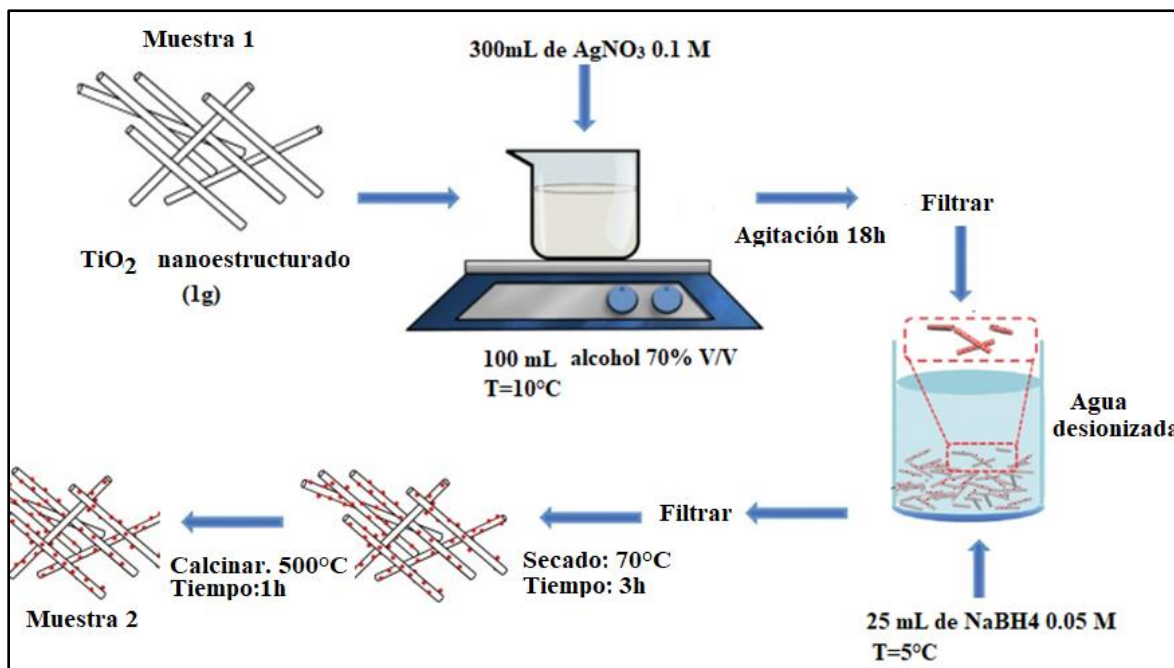 Muestra 1
300mL de AgNO₃ 0.1 M
TiO₂ nanoestructurado
(1g)
100 mL alcohol 70% V/V
T=10°C
Agitación 18h
Filtrar
Agua
desionizada
25 mL de NaBH4 0.05 M
T=5°C
Filtrar
Secado: 70°C
Tiempo: 3h
Calcinar. 500°C
Tiempo:1h
Muestra 2